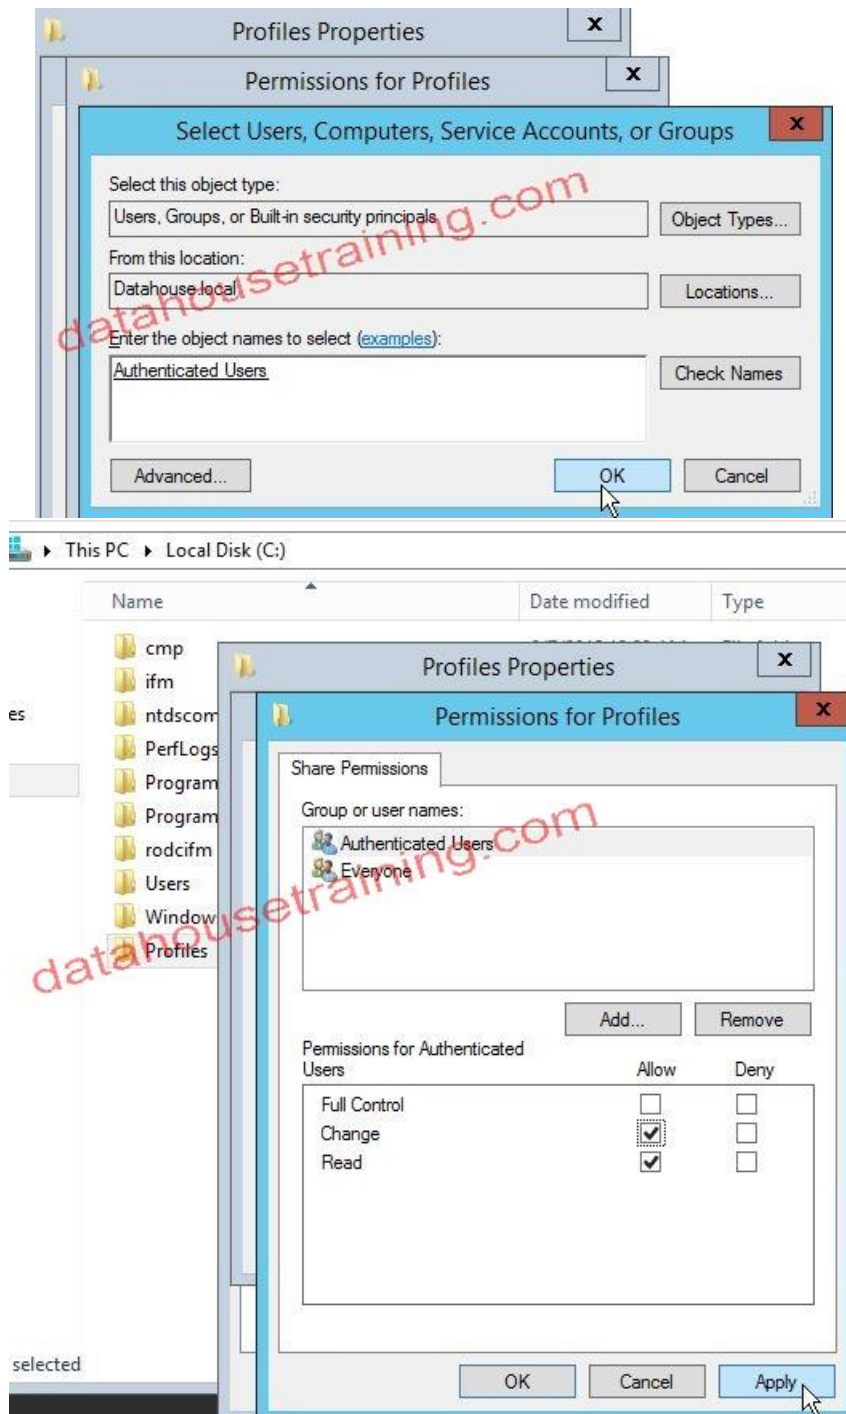 Profiles Properties
Permissions for Profiles
Select Users, Computers, Service Accounts, or Groups
Select this object type:
Users, Groups, or Built-in security principals
Object Types...
From this location:
Datahouse.local
Locations...
Enter the object names to select (examples):
Authenticated Users
Check Names
Advanced...
OK
Cancel
datahousetraining.com
This PC
Local Disk (C:)
Name
Date modified
Type
cmp
ifm
es
ntdscom
PerfLogs
Program
Program
rodcifm
Users
Window
Profiles
Profiles Properties
Permissions for Profiles
Share Permissions
Group or user names:
Authenticated Users
Everyone
Add...
Remove
Permissions for Authenticated
Users
Allow
Deny
Full Control
Change
Read
datahousetraining.com
selected
OK
Cancel
Apply